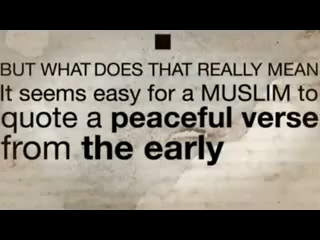 BUT WHAT DOES THAT REALLY MEAN
It seems easy for a MUSLIM to
quote a peaceful verse
from the early